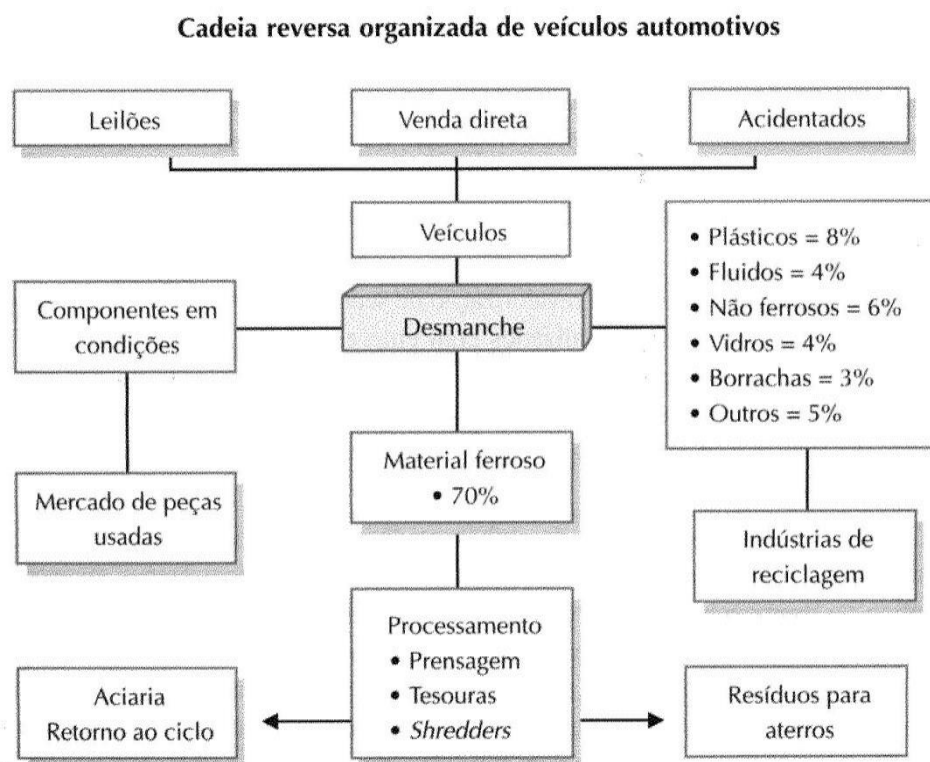 Cadeia reversa organizada de veículos automotivos
Leilões
Venda direta
Acidentados
Veículos
• Plásticos = 8%
• Fluidos = 4%
• Não ferrosos = 6%
• Vidros = 4%
• Borrachas = 3%
• Outros = 5%
Componentes em
condições
Desmanche
Material ferroso
• 70%
Mercado de peças
usadas
Indústrias de
reciclagem
Processamento
• Prensagem
• Tesouras
• Shredders
Aciaria
Retorno ao ciclo
Resíduos para
aterros